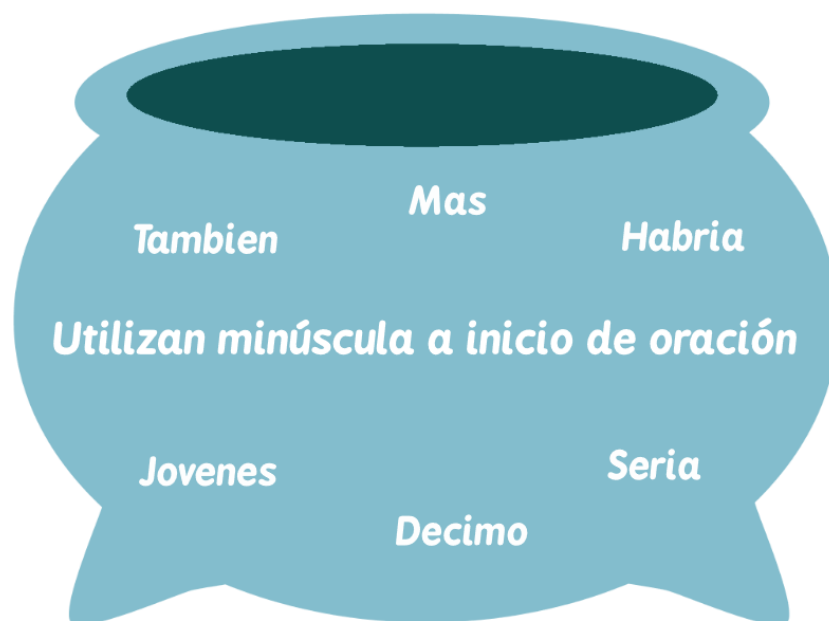 Mas
Tambien
Habria
Utilizan minúscula a inicio de oración
Jovenes
Seria
Decimo